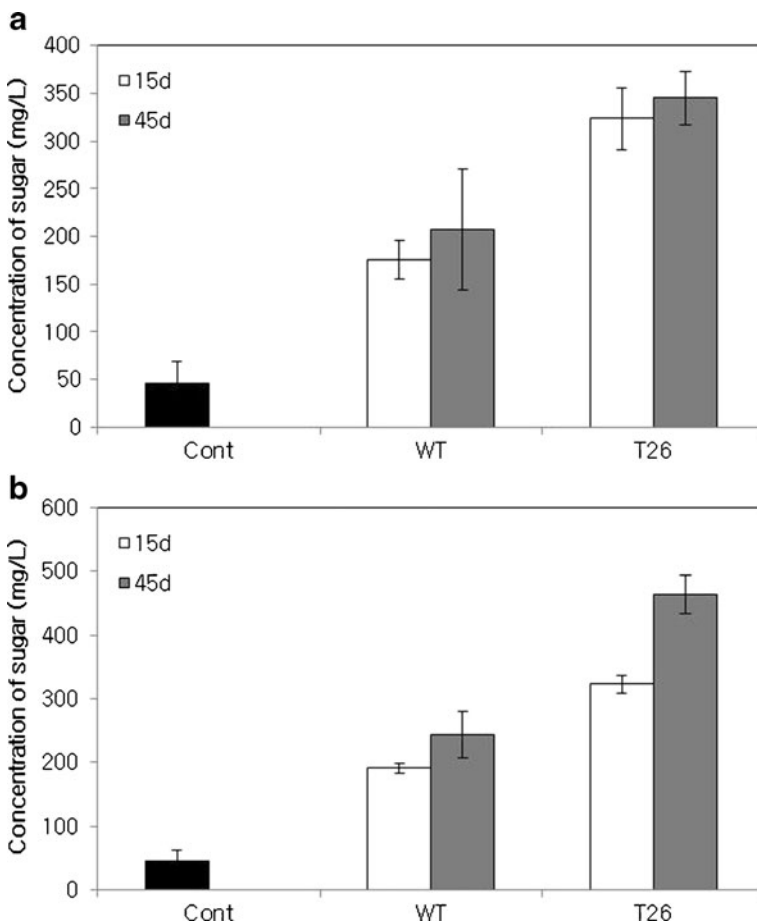 a
Concentration of sugar (mg/L)
400
350
300
250
200
150
100
50
0
15d
45d
Cont
WT
T26
b
Concentration of sugar (mg/L)
600
500
400
300
200
100
0
15d
45d
Cont
WT
T26